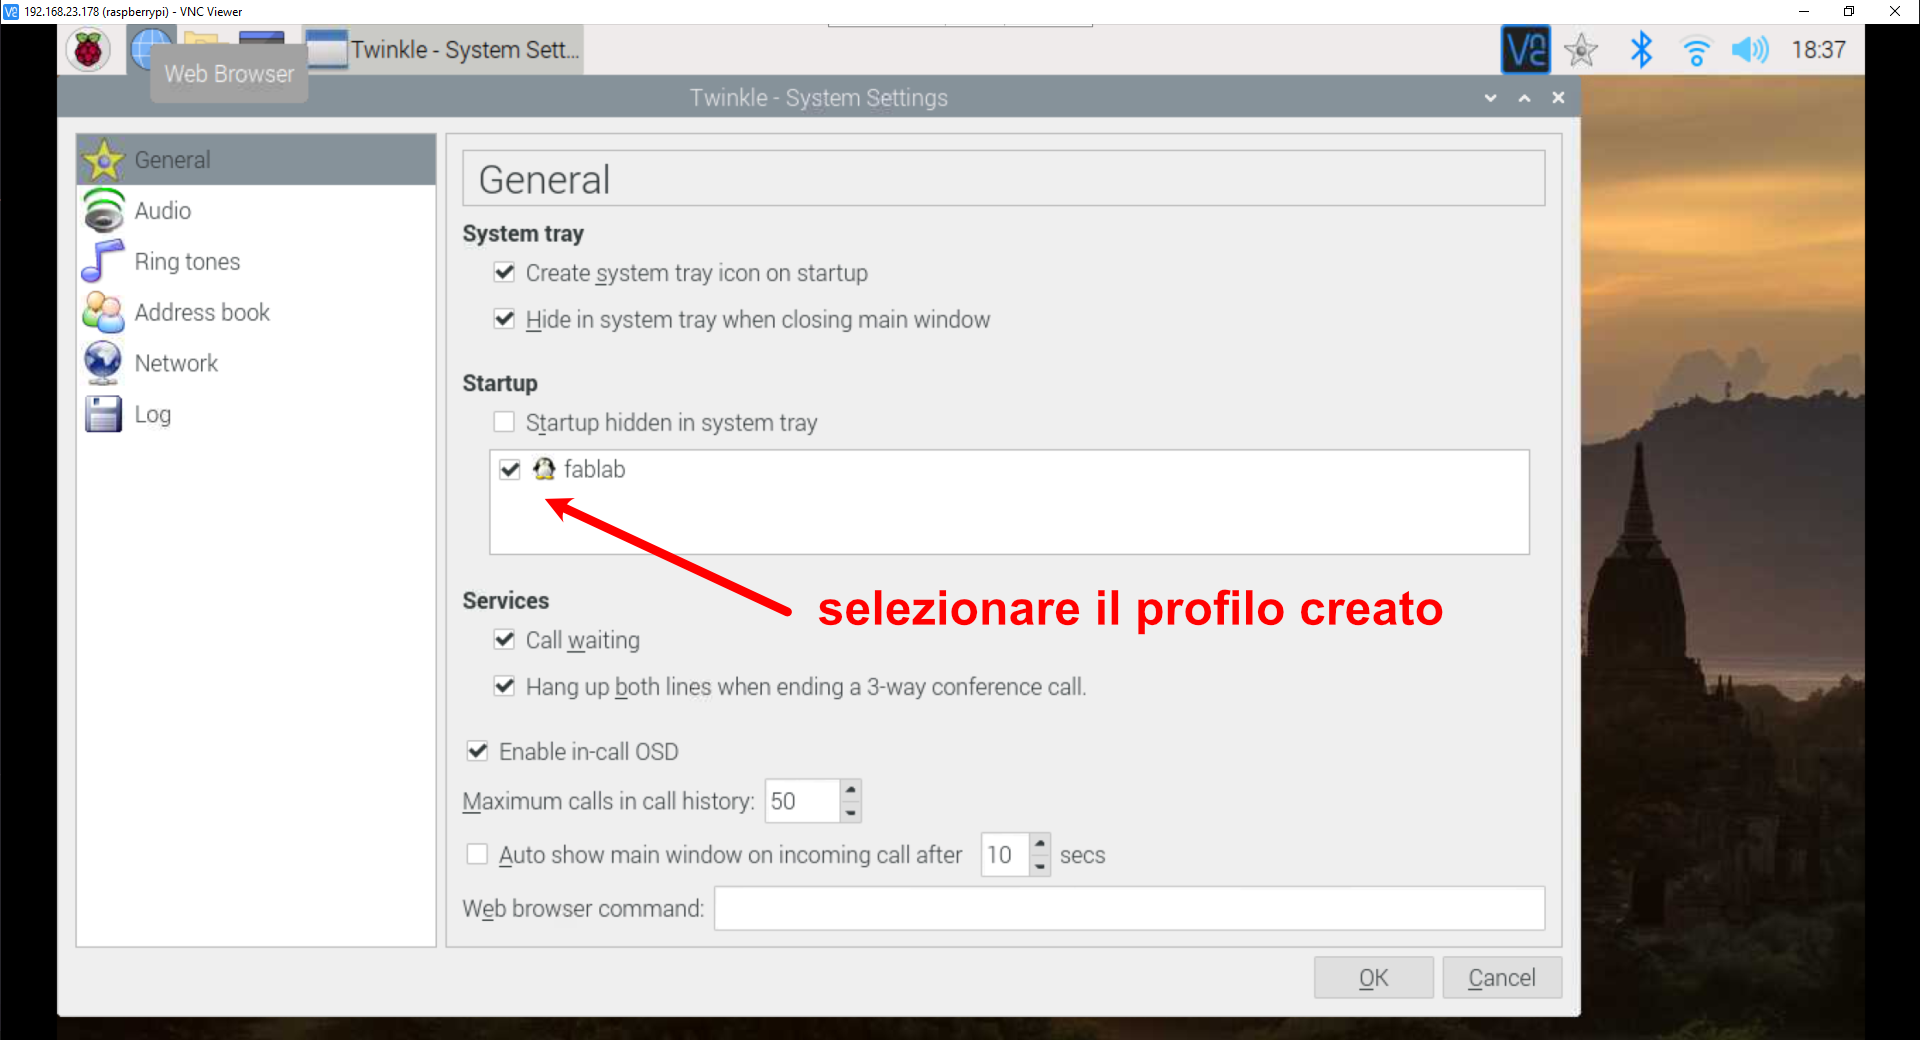 192.168.23.178 (raspberrypi) - VNC Viewer
Twinkle - System Sett...
18:37
Web Browser
Twinkle - System Settings
General
Audio
Ring tones
Address book
Network
Log
General
System tray
Create system tray icon on startup
Hide in system tray when closing main window
Startup
Startup hidden in system tray
fablab
selezionare il profilo creato
Services
Call waiting
Hang up both lines when ending a 3-way conference call.
Enable in-call OSD
Maximum calls in call history: 50
Auto show main window on incoming call after 10 secs
Web browser command:
OK
Cancel